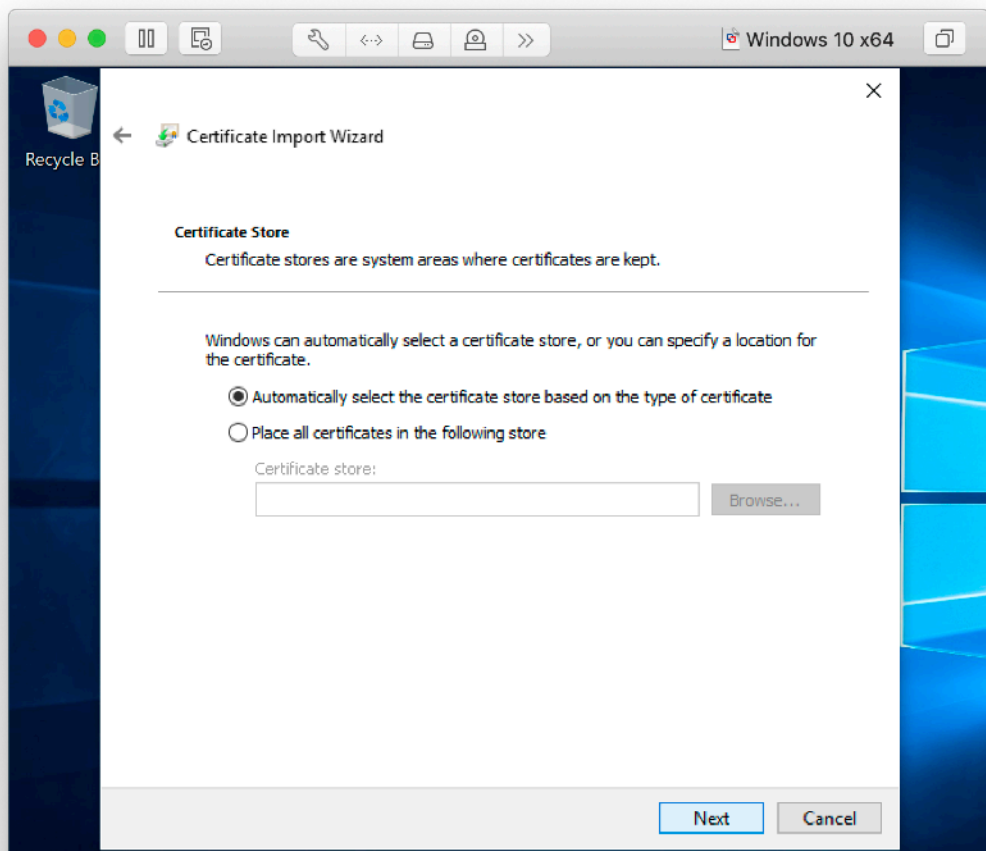 Windows 10 x64
Recycle B
Certificate Import Wizard
Certificate Store
Certificate stores are system areas where certificates are kept.
Windows can automatically select a certificate store, or you can specify a location for
the certificate.
Automatically select the certificate store based on the type of certificate
Place all certificates in the following store
Certificate store:
Browse...
Next
Cancel